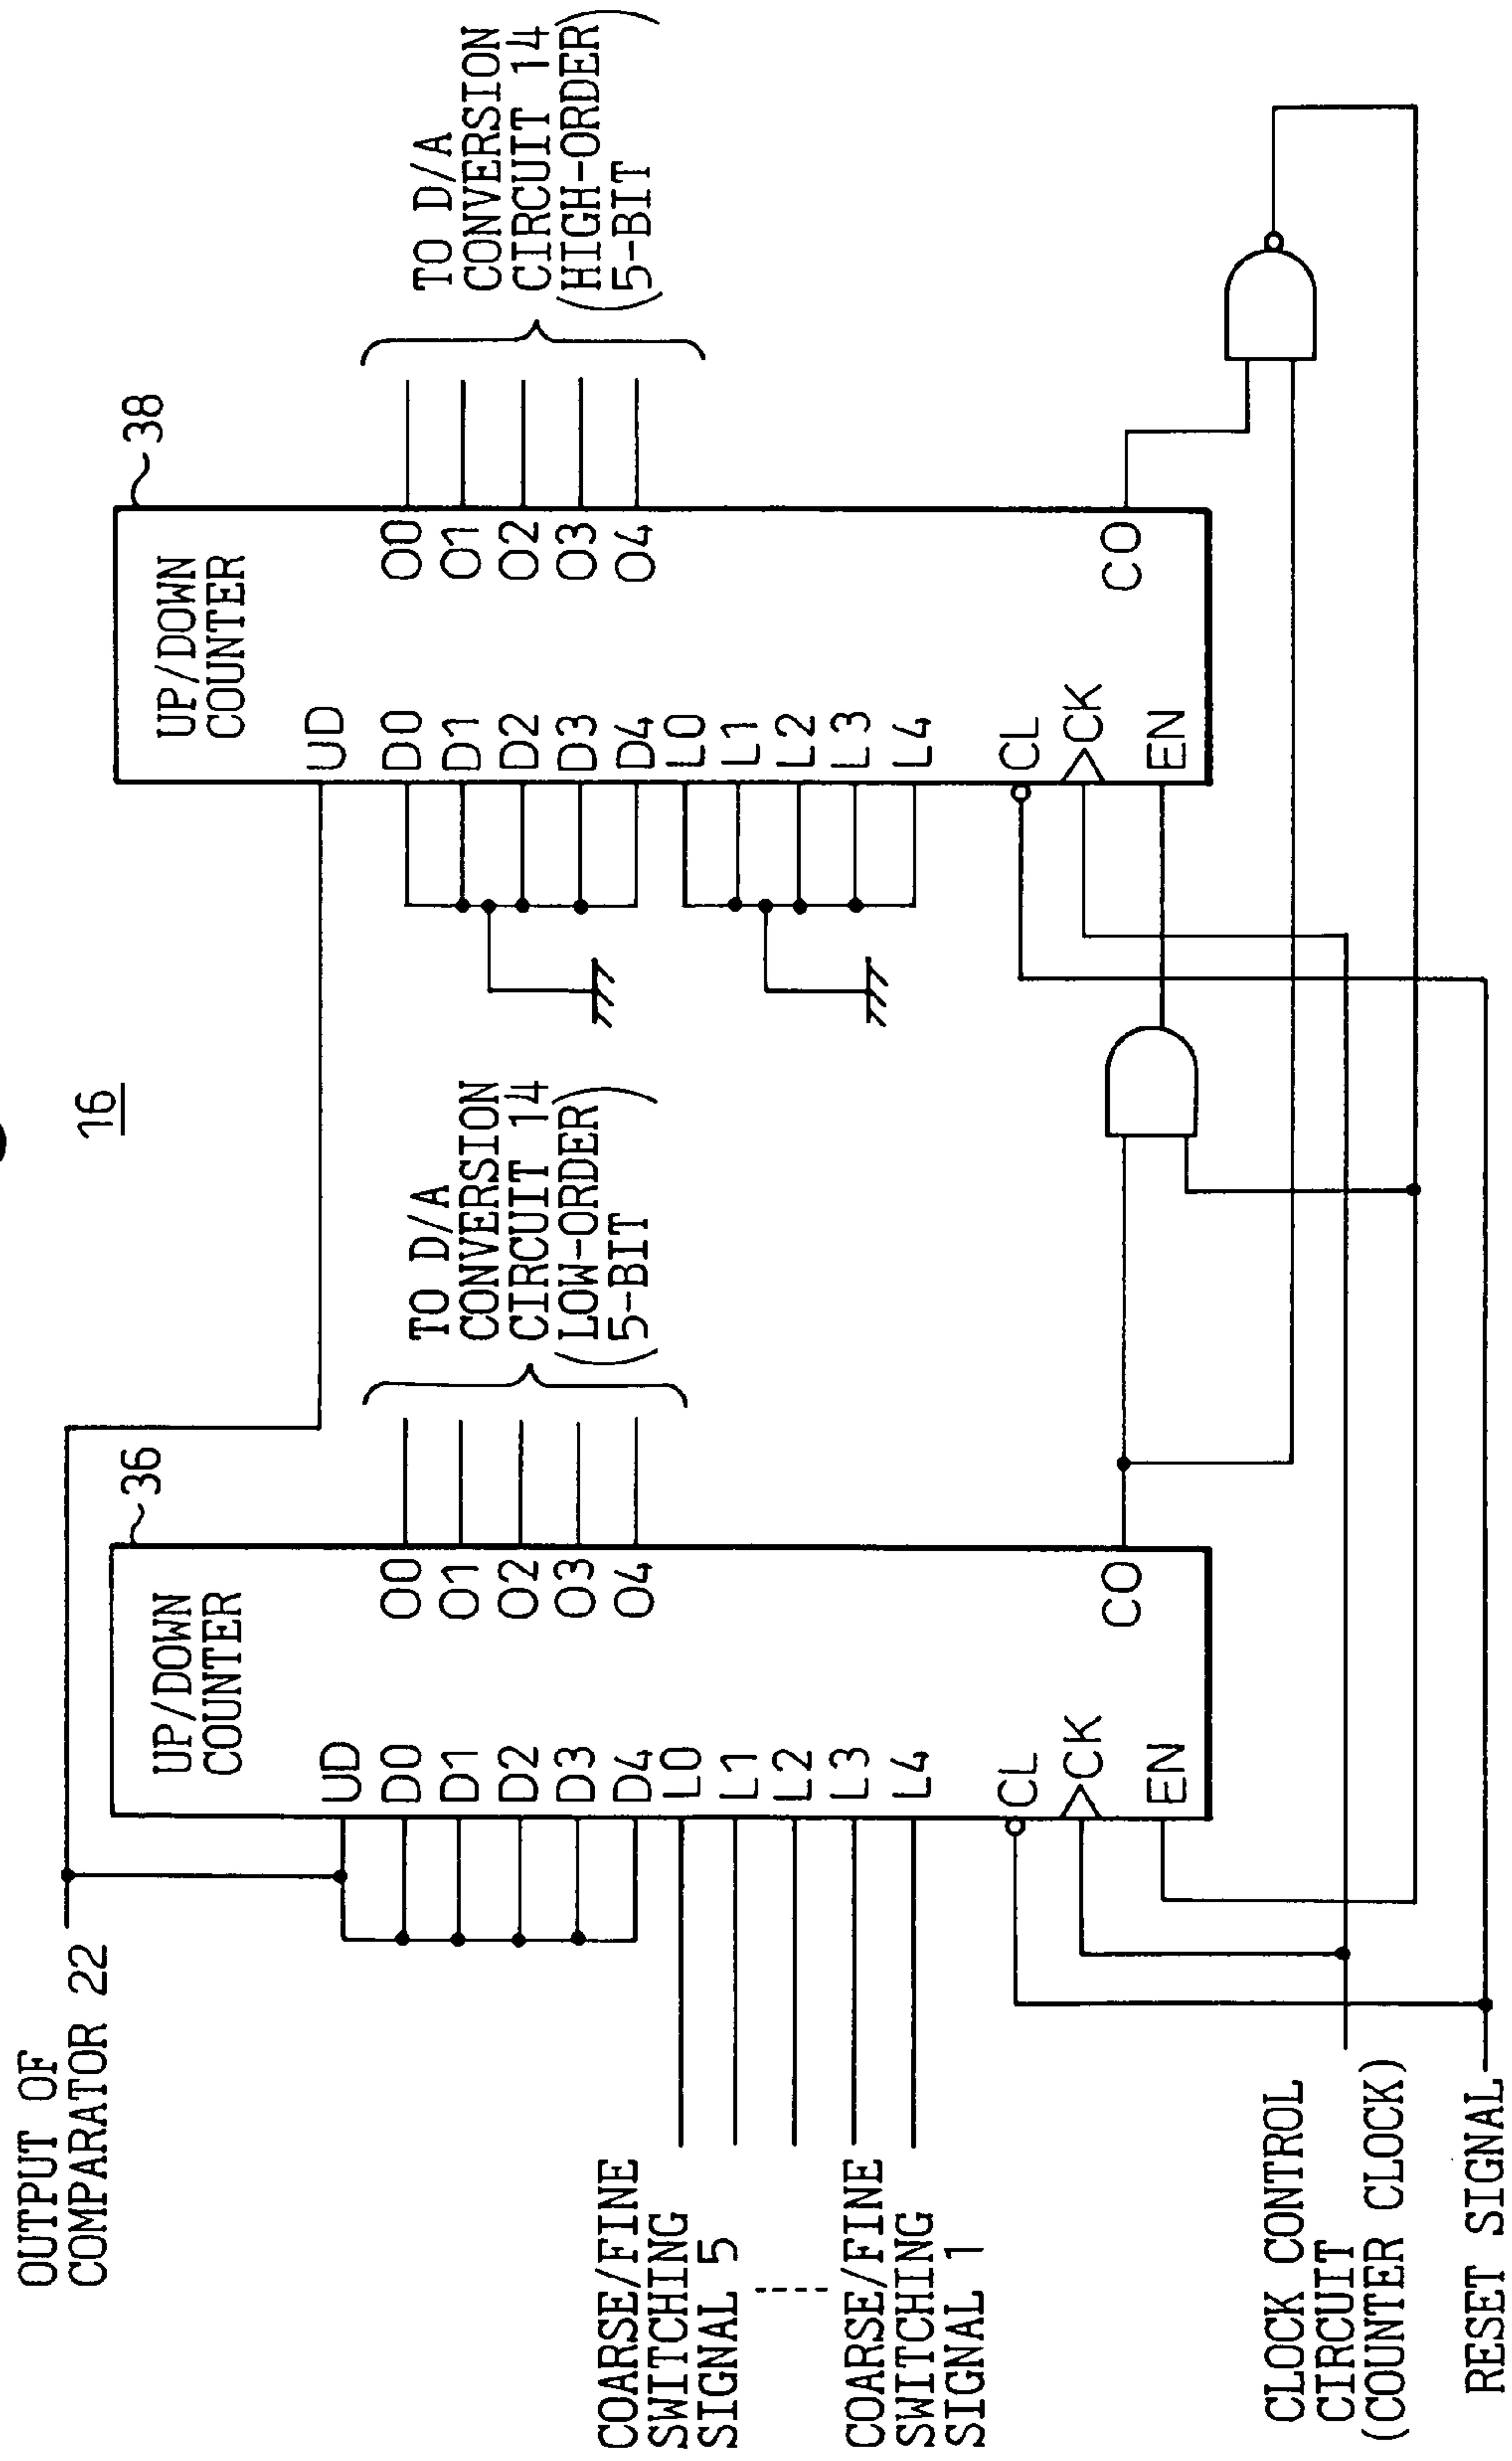 16
OUTPUT OF
COMPARATOR 22
36
UP/DOWN
COUNTER
UD
D0
D1
D2
D3
D4
L0
L1
L2
L3
L4
CL
CK
EN
O0
O1
O2
O3
O4
CO
TO D/A
CONVERSION
CIRCUIT 14
(LOW-ORDER)
(5-BIT)
38
UP/DOWN
COUNTER
UD
D0
D1
D2
D3
D4
L0
L1
L2
L3
L4
CL
CK
EN
O0
O1
O2
O3
O4
CO
TO D/A
CONVERSION
CIRCUIT 14
(HIGH-ORDER)
(5-BIT)
COARSE/FINE
SWITCHING
SIGNAL 5
COARSE/FINE
SWITCHING
SIGNAL 1
CLOCK CONTROL
CIRCUIT
(COUNTER CLOCK)
RESET SIGNAL